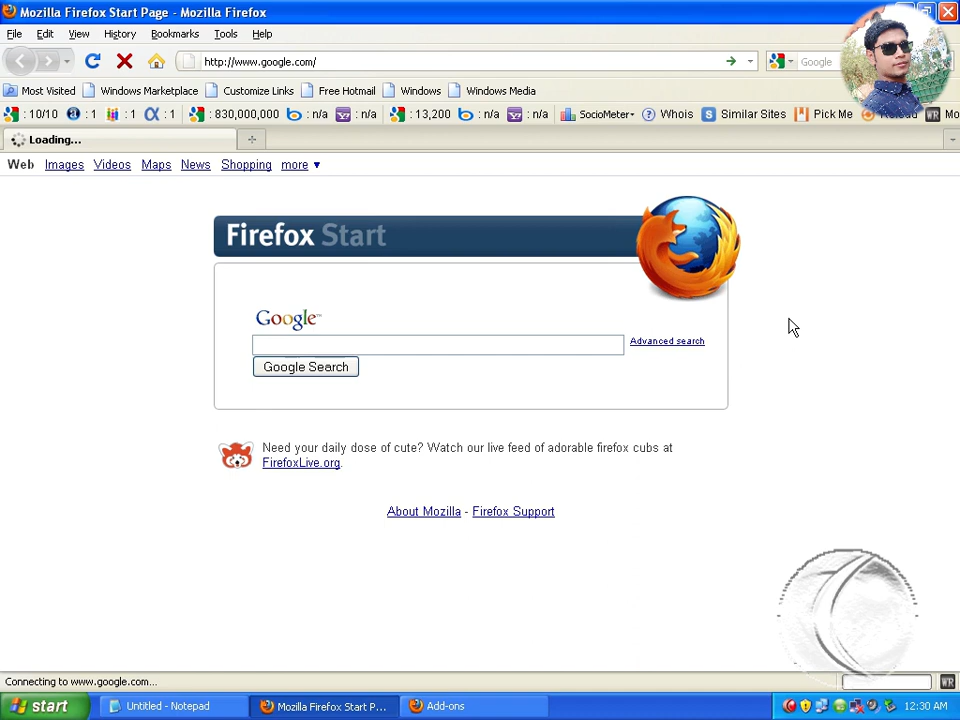 Mozilla Firefox Start Page - Mozilla Firefox
File Edit View History Bookmarks Tools Help
http://www.google.com/ Google
Most Visited Windows Marketplace Customize Links Free Hotmail Windows Windows Media
: 10/10 : 1 : 1 : 1 : 830,000,000 : n/a : n/a : 13,200 : n/a : n/a SocioMeter Whois Similar Sites Pick Me WR Mo
Loading...
Web Images Videos Maps News Shopping more ▼
Firefox Start
Google™
Advanced search
Google Search
Need your daily dose of cute? Watch our live feed of adorable firefox cubs at
FirefoxLive.org.
About Mozilla - Firefox Support
Connecting to www.google.com... WR
start Untitled - Notepad Mozilla Firefox Start P... Add-ons 12:30 AM